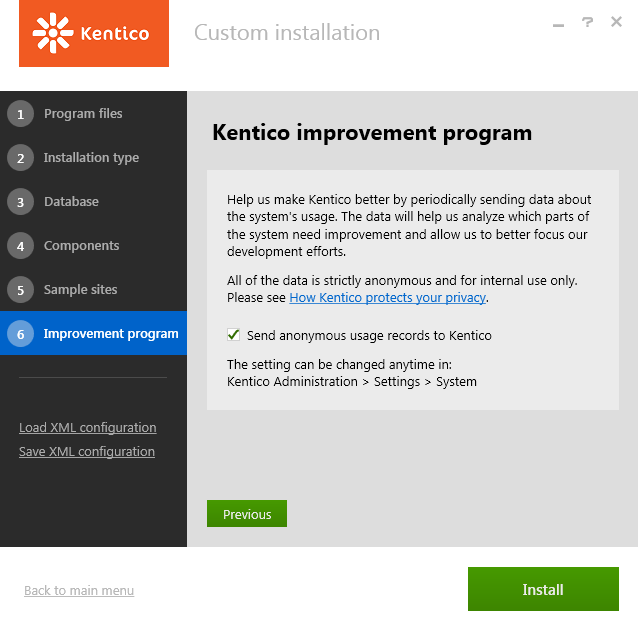 Kentico
Custom installation
?
1 Program files
2 Installation type
3 Database
4 Components
5 Sample sites
6 Improvement program
Load XML configuration
Save XML configuration
Kentico improvement program
Help us make Kentico better by periodically sending data about
the system's usage. The data will help us analyze which parts of
the system need improvement and allow us to better focus our
development efforts.
All of the data is strictly anonymous and for internal use only.
Please see How Kentico protects your privacy.
Send anonymous usage records to Kentico
The setting can be changed anytime in:
Kentico Administration > Settings > System
Previous
Back to main menu
Install